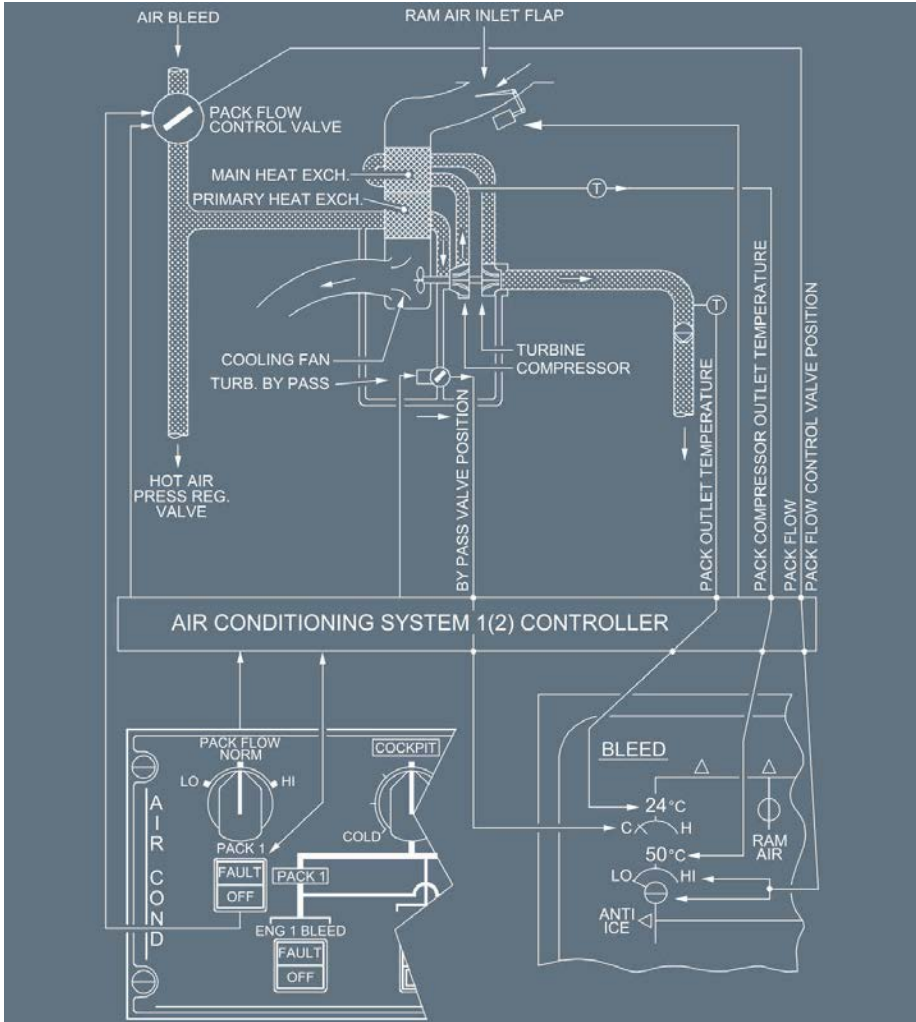 AIR BLEED
RAM AIR INLET FLAP
PACK FLOW
CONTROL VALVE
MAIN HEAT EXCH.
PRIMARY HEAT EXCH.
T
T
COOLING FAN
TURB. BY PASS
TURBINE
COMPRESSOR
HOT AIR
PRESS REG.
VALVE
BY PASS VALVE POSITION
PACK OUTLET TEMPERATURE
PACK COMPRESSOR OUTLET TEMPERATURE
PACK FLOW
PACK FLOW CONTROL VALVE POSITION
AIR CONDITIONING SYSTEM 1(2) CONTROLLER
PACK FLOW
NORM
LO
HI
COCKPIT
COLD
AIR COND
PACK 1
FAULT
OFF
PACK 1
ENG 1 BLEED
FAULT
OFF
BLEED
24°C
C H
RAM
AIR
50°C
LO HI
ANTI
ICE